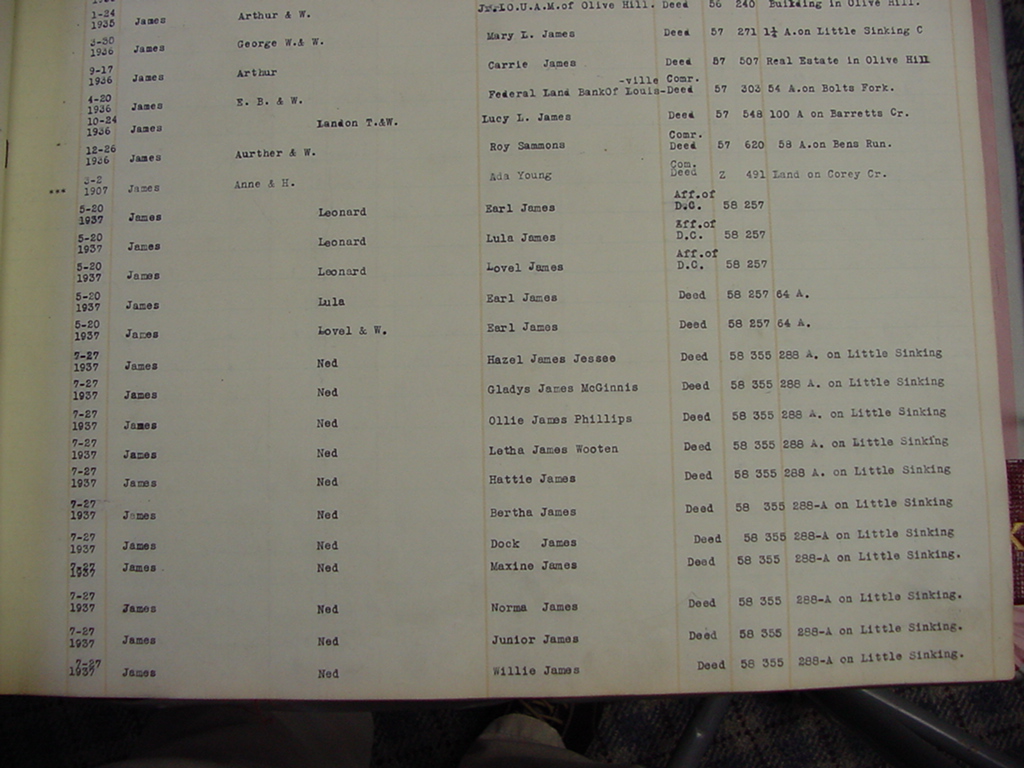 1-24 1935 James Arthur & W. Jr.O.U.A.M.of Olive Hill. Deed 56 240 Building in Olive Hill.
3-30 1936 James George W.& W. Mary L. James Deed 57 271 1½ A.on Little Sinking C
9-17 1936 James Arthur Carrie James Deed 57 507 Real Estate in Olive Hill
4-20 1936 James E. B. & W. Federal Land BankOf Louis-ville Comr. Deed 57 303 54 A.on Bolts Fork.
10-24 1936 James Landon T.&W. Lucy L. James Deed 57 548 100 A on Barretts Cr.
12-26 1936 James Aurther & W. Roy Sammons Comr. Deed 57 620 58 A.on Bens Run.
*** 3-2 1907 James Anne & H. Ada Young Com. Deed Z 491 Land on Corey Cr.
5-20 1937 James Leonard Earl James Aff.of D.C. 58 257
5-20 1937 James Leonard Lula James Aff.of D.C. 58 257
5-20 1937 James Leonard Lovel James Aff.of D.C. 58 257
5-20 1937 James Lula Earl James Deed 58 257 64 A.
5-20 1937 James Lovel & W. Earl James Deed 58 257 64 A.
7-27 1937 James Ned Hazel James Jessee Deed 58 355 288 A. on Little Sinking
7-27 1937 James Ned Gladys James McGinnis Deed 58 355 288 A. on Little Sinking
7-27 1937 James Ned Ollie James Phillips Deed 58 355 288 A. on Little Sinking
7-27 1937 James Ned Letha James Wooten Deed 58 355 288 A. on Little Sinking
7-27 1937 James Ned Hattie James Deed 58 355 288 A. on Little Sinking
7-27 1937 James Ned Bertha James Deed 58 355 288-A on Little Sinking
7-27 1937 James Ned Dock James Deed 58 355 288-A on Little Sinking
7-27 1937 James Ned Maxine James Deed 58 355 288-A on Little Sinking.
7-27 1937 James Ned Norma James Deed 58 355 288-A on Little Sinking.
7-27 1937 James Ned Junior James Deed 58 355 288-A on Little Sinking.
7-27 1937 James Ned Willie James Deed 58 355 288-A on Little Sinking.